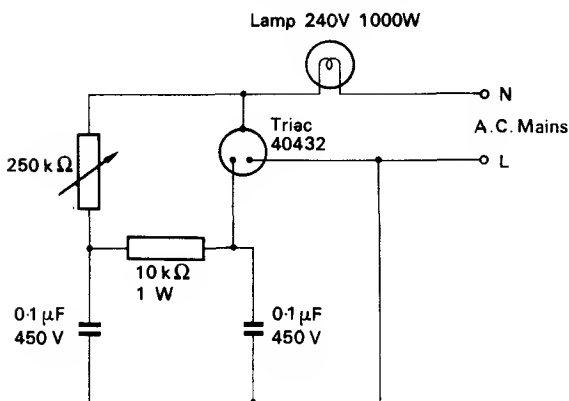 Lamp 240V 1000W
N
Triac
40432
A.C. Mains
250 kΩ
L
10 kΩ
1 W
0·1 µF
450 V
0·1 µF
450 V